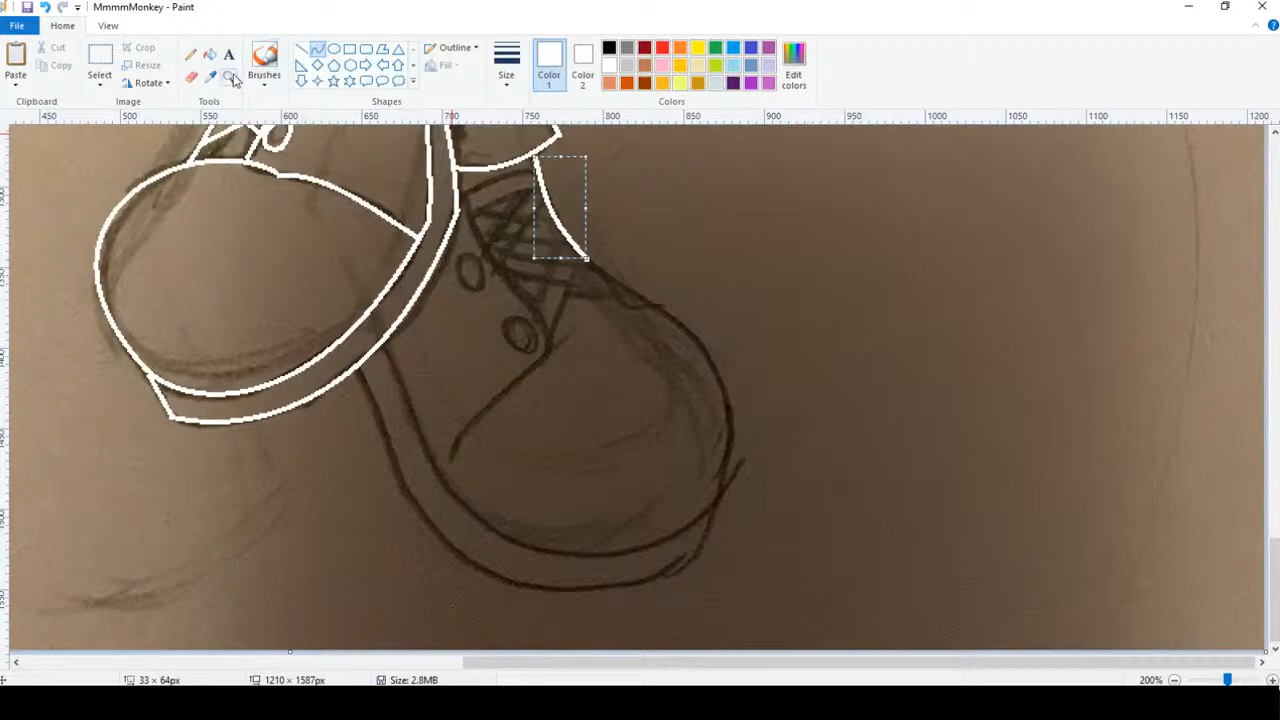 MmmmMonkey - Paint
File
Home
View
Paste
Cut
Copy
Clipboard
Select
Crop
Resize
Rotate
Image
A
Tools
Brushes
Outline
Fill
Shapes
Size
Color
1
Color
2
Edit
colors
Colors
450 500 550 600 650 700 750 800 850 900 950 1000 1050 1100 1150 1200
33 × 64px
1210 × 1587px
Size: 2.8MB
200%